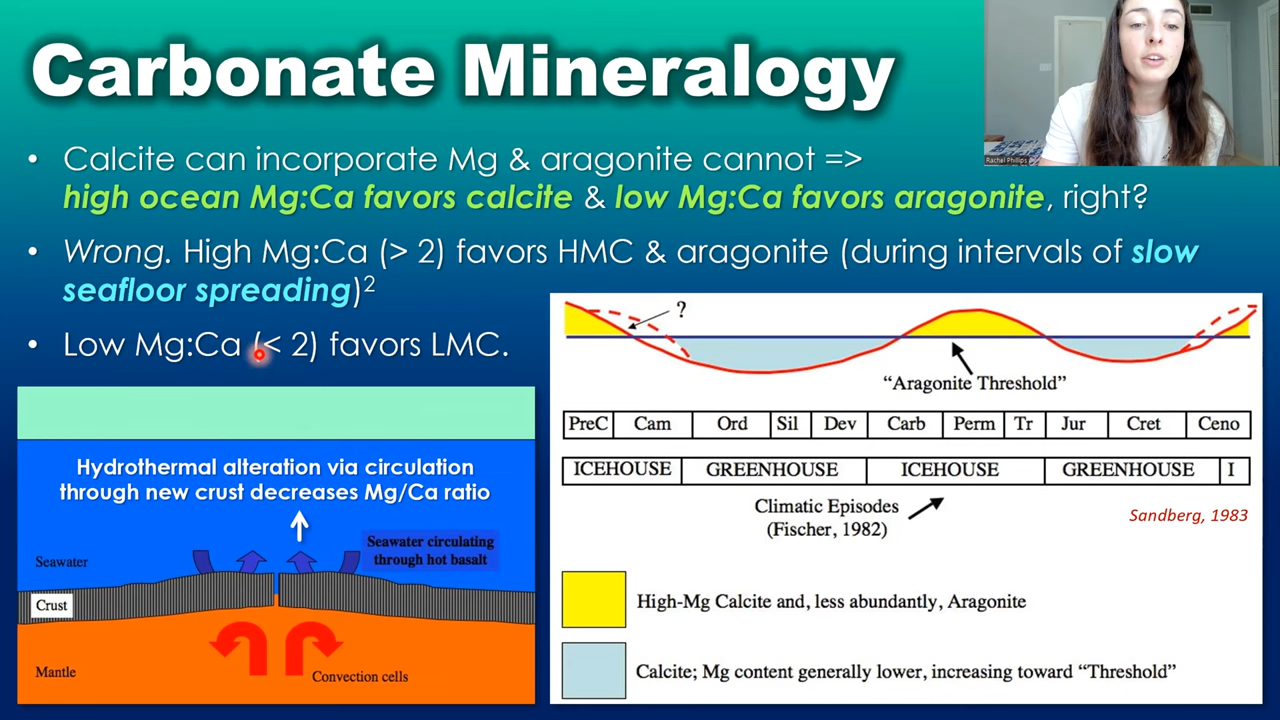 Carbonate Mineralogy
Rachel Phillips
• Calcite can incorporate Mg & aragonite cannot =>
high ocean Mg:Ca favors calcite & low Mg:Ca favors aragonite, right?
• Wrong. High Mg:Ca (> 2) favors HMC & aragonite (during intervals of slow
seafloor spreading)2
• Low Mg:Ca (< 2) favors LMC.
Hydrothermal alteration via circulation
through new crust decreases Mg/Ca ratio
Seawater circulating
through hot basalt
Seawater
Crust
Mantle
Convection cells
?
“Aragonite Threshold”
PreC Cam Ord Sil Dev Carb Perm Tr Jur Cret Ceno
ICEHOUSE GREENHOUSE ICEHOUSE GREENHOUSE I
Climatic Episodes
(Fischer, 1982)
Sandberg, 1983
High-Mg Calcite and, less abundantly, Aragonite
Calcite; Mg content generally lower, increasing toward “Threshold”